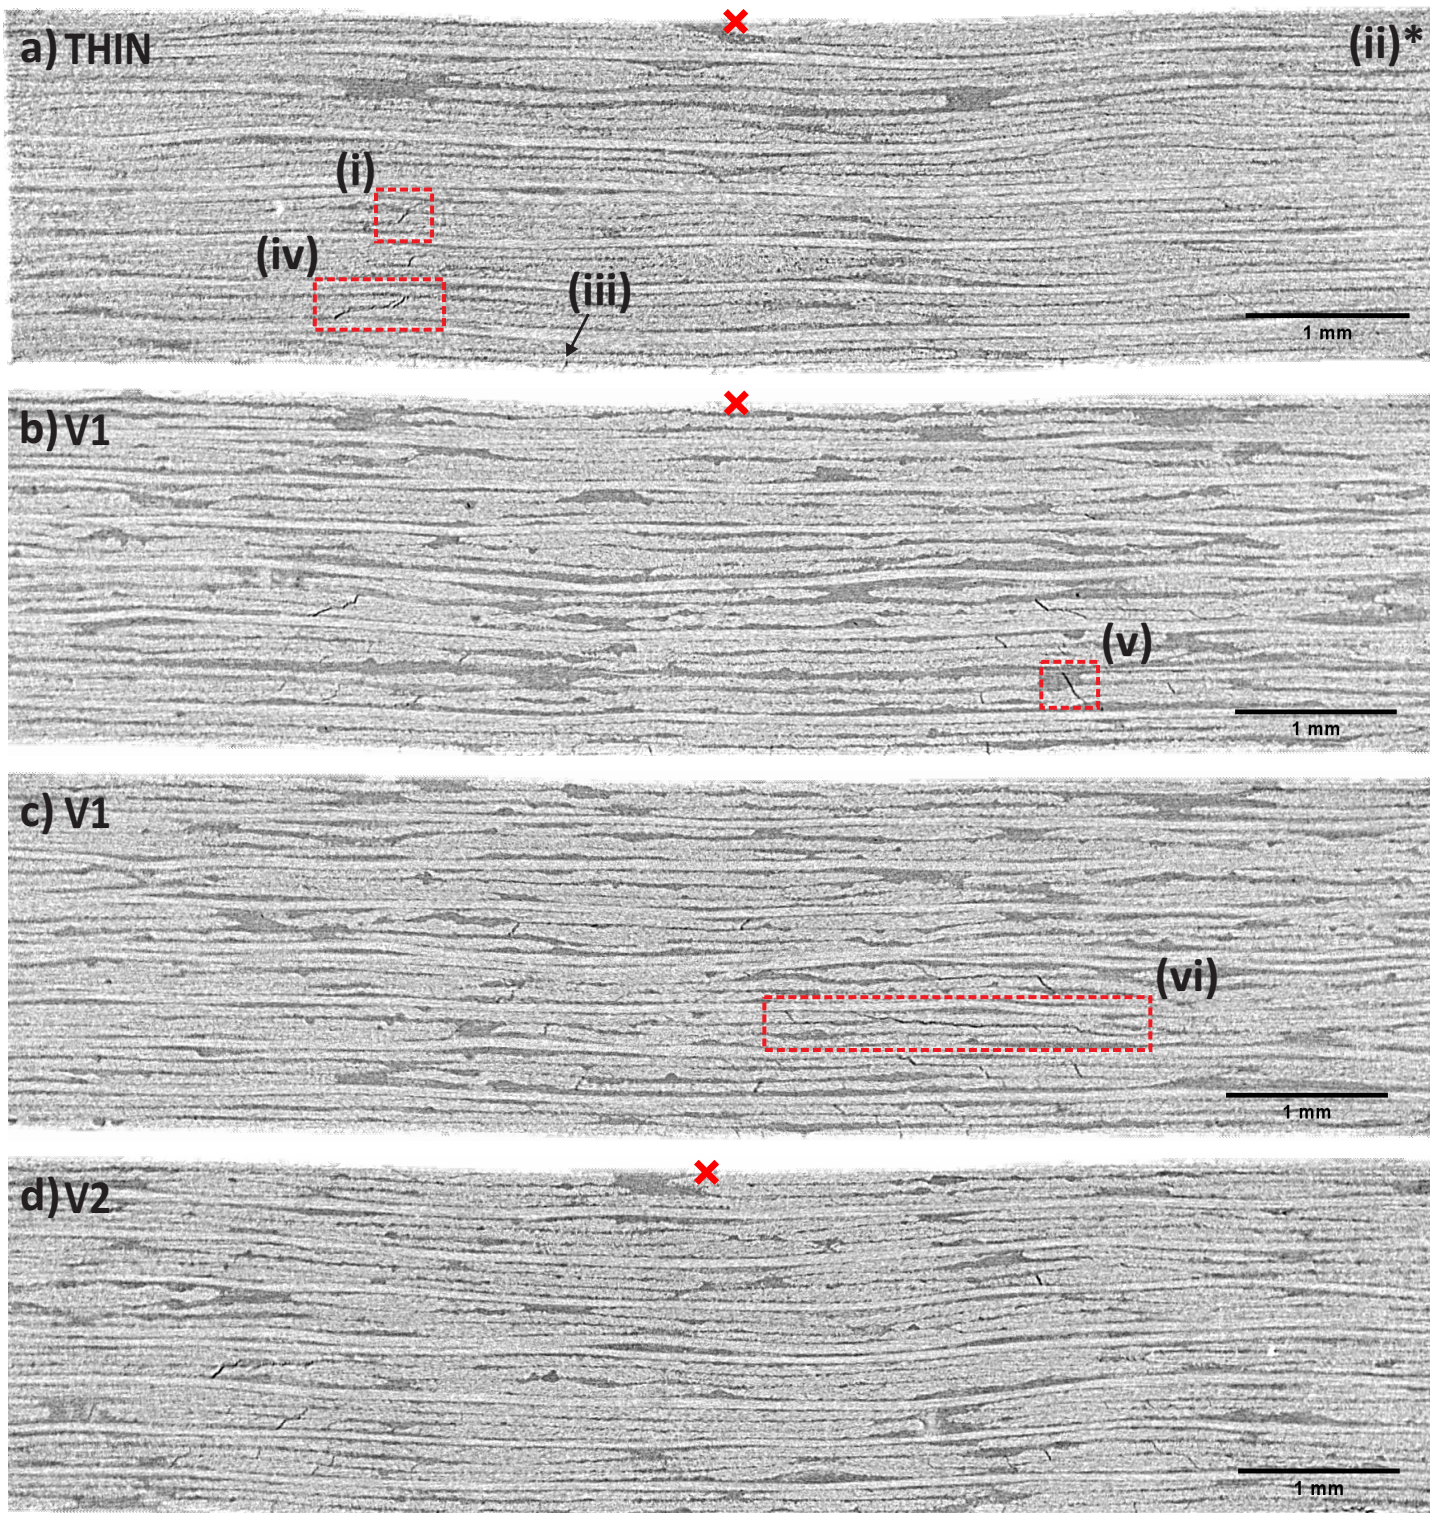 a) THIN
(ii)*
(i)
(iv)
(iii)
1 mm
b) V1
(v)
1 mm
c) V1
(vi)
1 mm
d) V2
1 mm